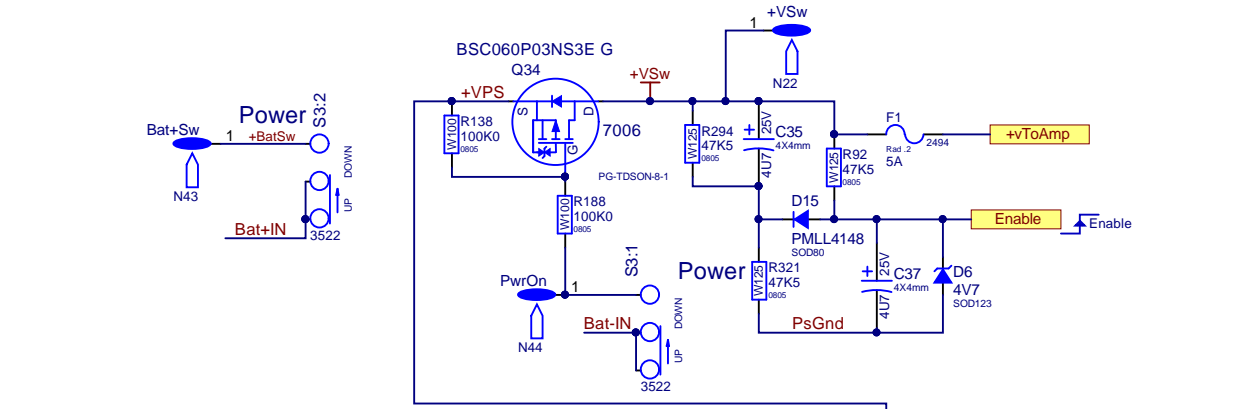 +VSw
1
N22
BSC060P03NS3E G
Q34
+VPS
S
D
G
7006
+VSw
PG-TDSON-8-1
R138
100K0
0805
W100
R188
100K0
0805
W100
Power
S3:2
Bat+Sw
1
+BatSw
N43
DOWN
UP
Bat+IN
3522
R294
47K5
0805
W125
+
25V
C35
4X4mm
4U7
R92
47K5
0805
W125
F1
Rad .2
5A
2494
+vToAmp
D15
PMLL4148
SOD80
Enable
Enable
Power
R321
47K5
0805
W125
+
25V
C37
4X4mm
4U7
D6
4V7
SOD123
PsGnd
S3:1
PwrOn
1
N44
Bat-IN
DOWN
UP
3522